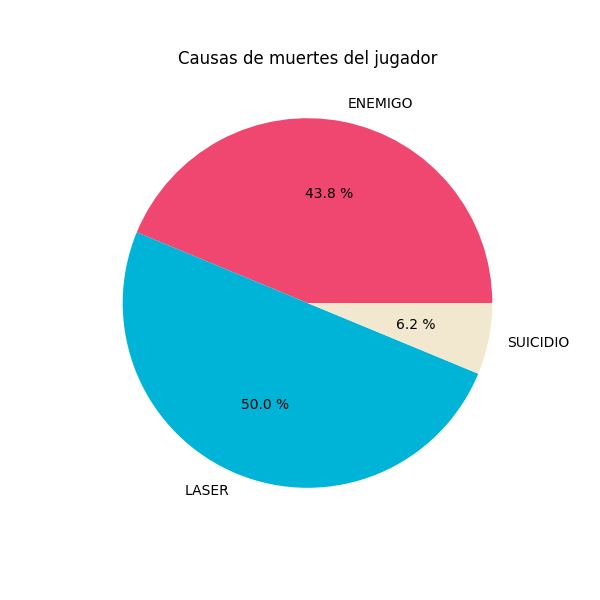 Causas de muertes del jugador
ENEMIGO
43.8 %
6.2 %
SUICIDIO
50.0 %
LASER